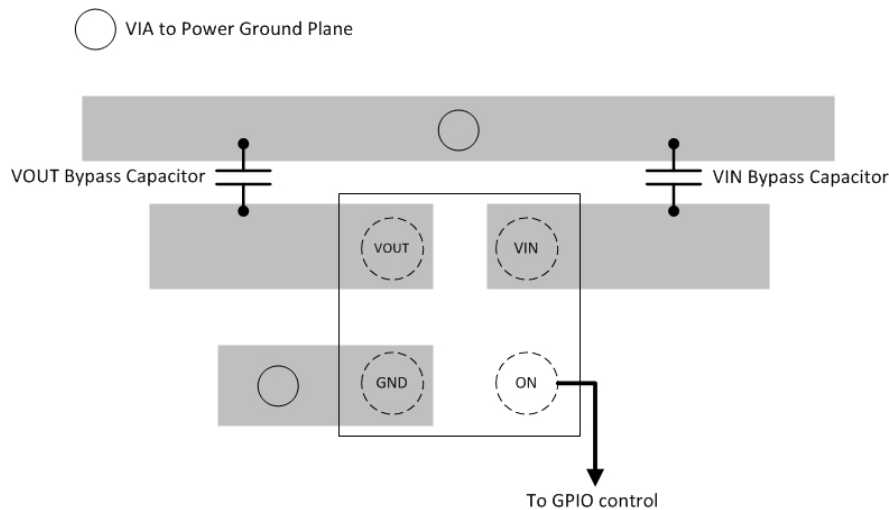 VIA to Power Ground Plane
VOUT Bypass Capacitor
VIN Bypass Capacitor
VOUT
VIN
GND
ON
To GPIO control